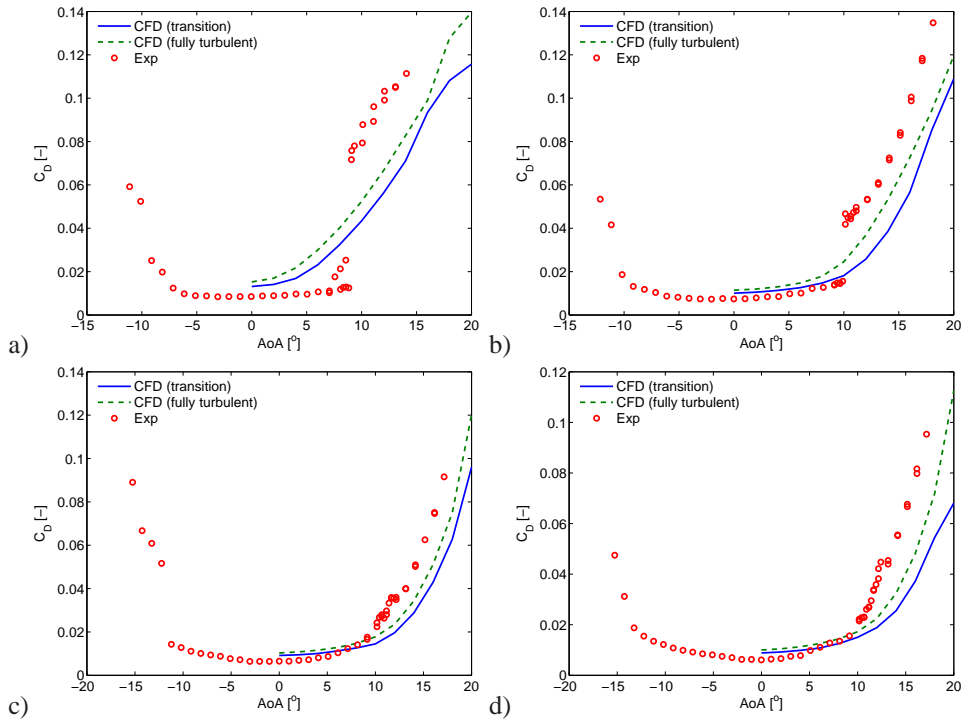 a)
0.14
0.12
0.1
0.08
0.06
0.04
0.02
0
−15 −10 −5 0 5 10 15 20
C_D [−]
AoA [°]
CFD (transition)
CFD (fully turbulent)
Exp
b)
0.14
0.12
0.1
0.08
0.06
0.04
0.02
0
−15 −10 −5 0 5 10 15 20
C_D [−]
AoA [°]
CFD (transition)
CFD (fully turbulent)
Exp
c)
0.14
0.12
0.1
0.08
0.06
0.04
0.02
0
−20 −15 −10 −5 0 5 10 15 20
C_D [−]
AoA [°]
CFD (transition)
CFD (fully turbulent)
Exp
d)
0.12
0.1
0.08
0.06
0.04
0.02
0
−20 −15 −10 −5 0 5 10 15 20
C_D [−]
AoA [°]
CFD (transition)
CFD (fully turbulent)
Exp